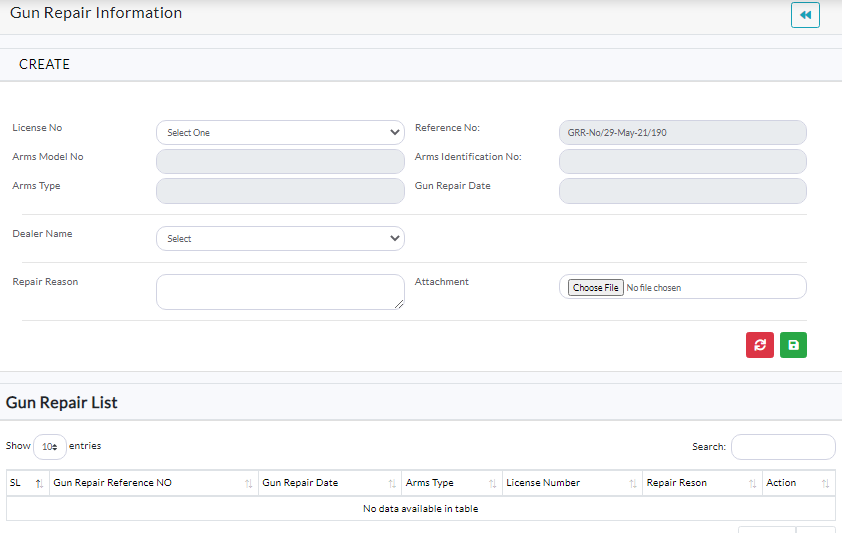 Gun Repair Information
CREATE
License No
Select One
Reference No:
GRR-No/29-May-21/190
Arms Model No
Arms Identification No:
Arms Type
Gun Repair Date
Dealer Name
Select
Repair Reason
Attachment
Choose File No file chosen
Gun Repair List
Show 10 entries
Search:
SL Gun Repair Reference NO Gun Repair Date Arms Type License Number Repair Reson Action
No data available in table